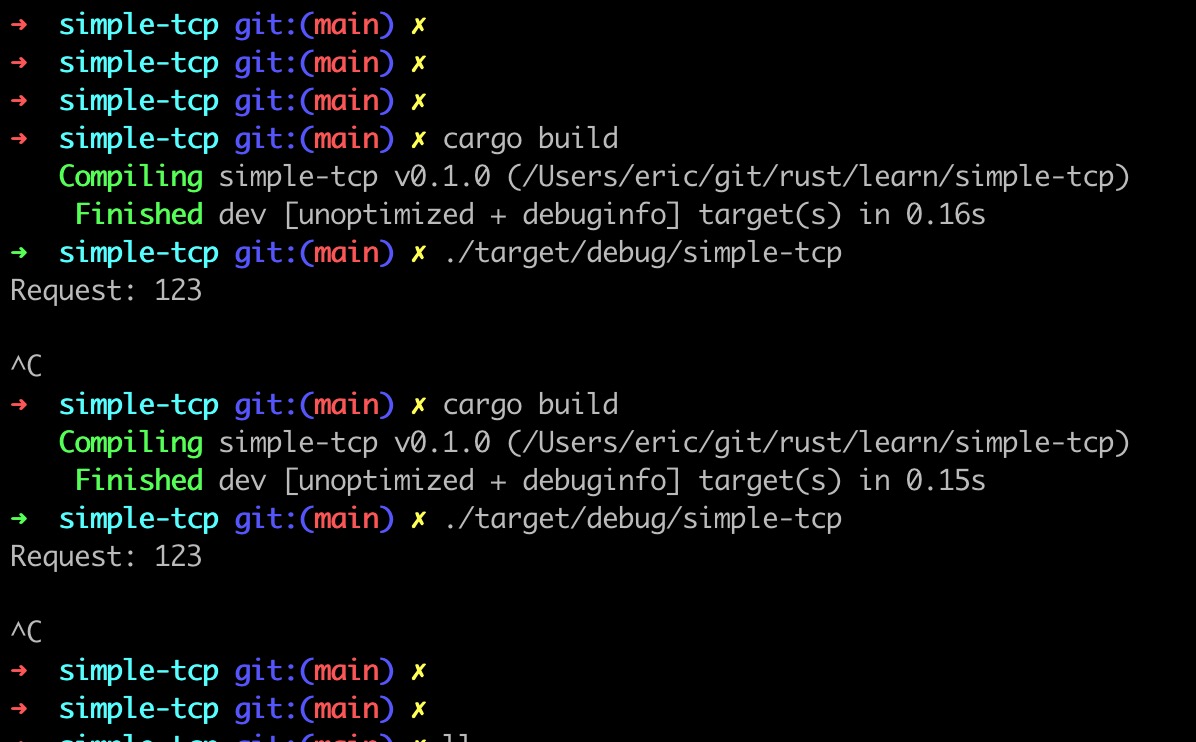 ➜  simple-tcp git:(main) ✗
➜  simple-tcp git:(main) ✗
➜  simple-tcp git:(main) ✗
➜  simple-tcp git:(main) ✗ cargo build
   Compiling simple-tcp v0.1.0 (/Users/eric/git/rust/learn/simple-tcp)
    Finished dev [unoptimized + debuginfo] target(s) in 0.16s
➜  simple-tcp git:(main) ✗ ./target/debug/simple-tcp
Request: 123
^C
➜  simple-tcp git:(main) ✗ cargo build
   Compiling simple-tcp v0.1.0 (/Users/eric/git/rust/learn/simple-tcp)
    Finished dev [unoptimized + debuginfo] target(s) in 0.15s
➜  simple-tcp git:(main) ✗ ./target/debug/simple-tcp
Request: 123
^C
➜  simple-tcp git:(main) ✗
➜  simple-tcp git:(main) ✗
➜  simple-tcp git:(main) ✗